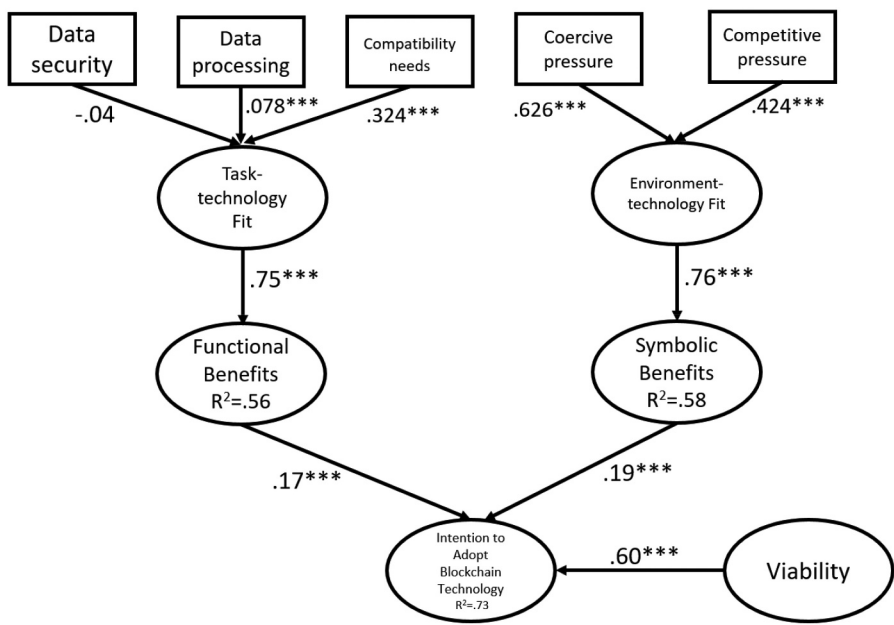 Data
security
Data
processing
Compatibility
needs
Coercive
pressure
Competitive
pressure
-.04
.078***
.324***
.626***
.424***
Task-
technology
Fit
Environment-
technology Fit
.75***
.76***
Functional
Benefits
R²=.56
Symbolic
Benefits
R²=.58
.17***
.19***
Intention to
Adopt
Blockchain
Technology
R²=.73
.60***
Viability